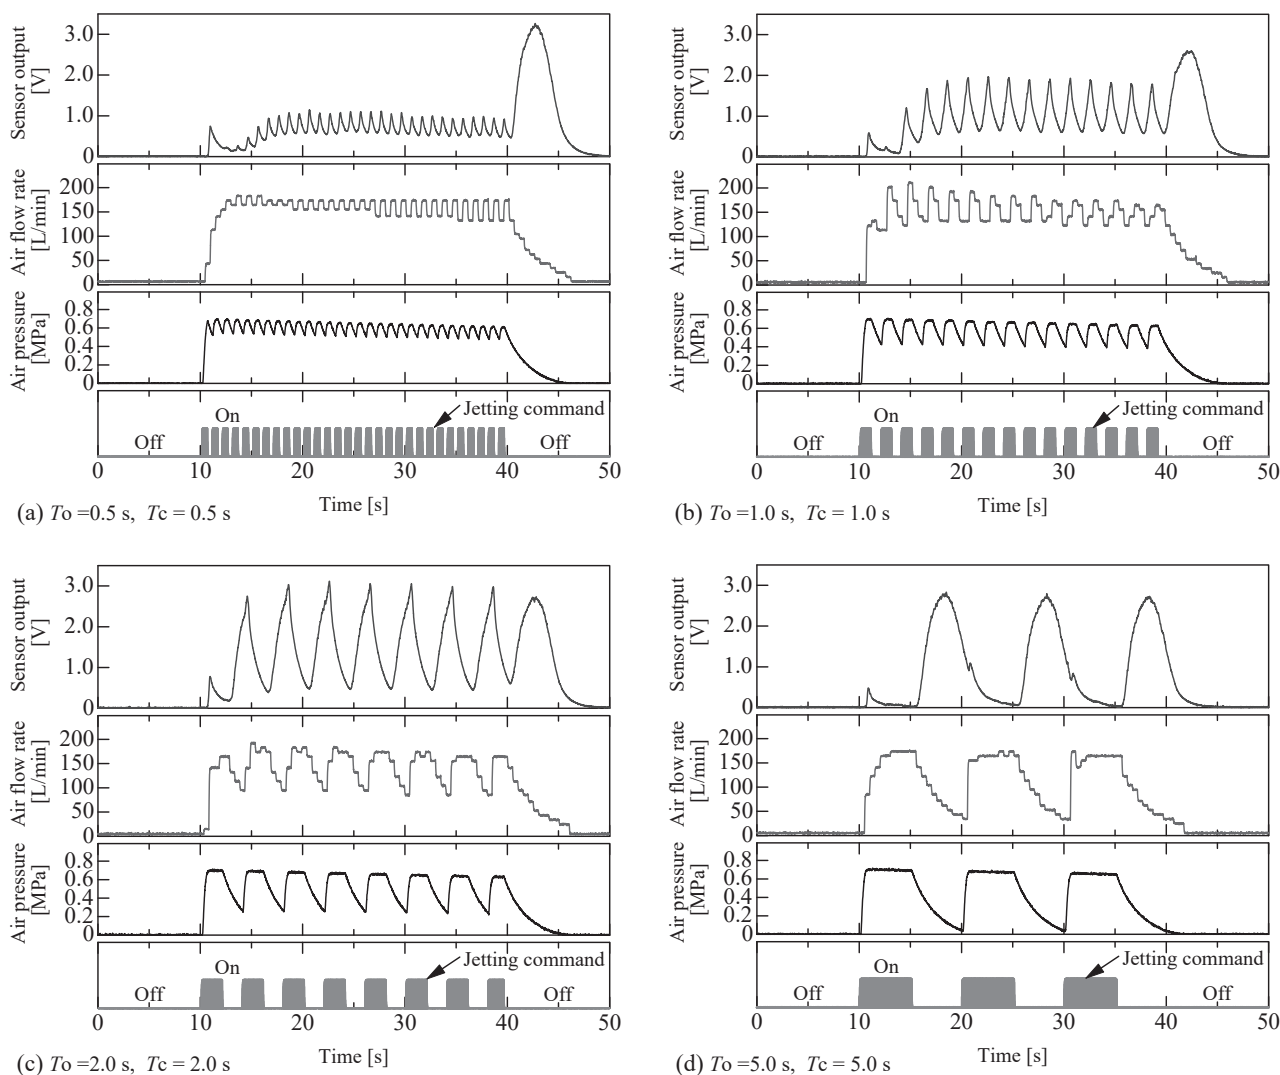 Sensor output
[V]
3.0
2.0
1.0
0
Air flow rate
[L/min]
200
150
100
50
0
Air pressure
[MPa]
0.8
0.6
0.4
0.2
0
On
Jetting command
Off
Off
0
10
20
30
40
50
Time [s]
(a) To =0.5 s, Tc = 0.5 s
Sensor output
[V]
3.0
2.0
1.0
0
Air flow rate
[L/min]
200
150
100
50
0
Air pressure
[MPa]
0.8
0.6
0.4
0.2
0
On
Jetting command
Off
Off
0
10
20
30
40
50
Time [s]
(b) To =1.0 s, Tc = 1.0 s
Sensor output
[V]
3.0
2.0
1.0
0
Air flow rate
[L/min]
200
150
100
50
0
Air pressure
[MPa]
0.8
0.6
0.4
0.2
0
On
Jetting command
Off
Off
0
10
20
30
40
50
Time [s]
(c) To =2.0 s, Tc = 2.0 s
Sensor output
[V]
3.0
2.0
1.0
0
Air flow rate
[L/min]
200
150
100
50
0
Air pressure
[MPa]
0.8
0.6
0.4
0.2
0
On
Jetting command
Off
Off
0
10
20
30
40
50
Time [s]
(d) To =5.0 s, Tc = 5.0 s